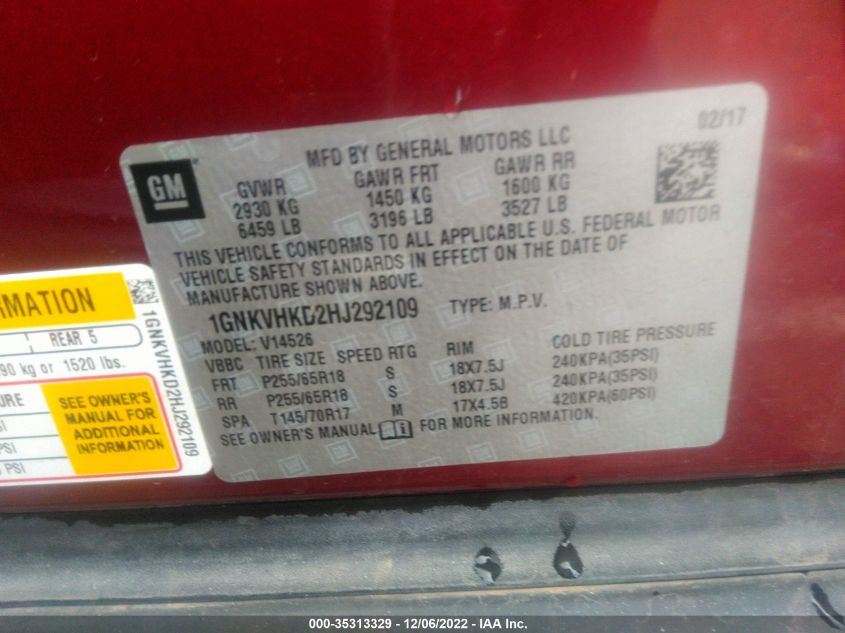 02/17
MFD BY GENERAL MOTORS LLC
GM
GVWR GAWR FRT GAWR RR
2930 KG 1450 KG 1600 KG
6459 LB 3196 LB 3527 LB
THIS VEHICLE CONFORMS TO ALL APPLICABLE U.S. FEDERAL MOTOR
VEHICLE SAFETY STANDARDS IN EFFECT ON THE DATE OF
MANUFACTURE SHOWN ABOVE.
1GNKVHKD2HJ292109 TYPE: M.P.V.
MODEL: V14526
VBBC TIRE SIZE SPEED RTG RIM COLD TIRE PRESSURE
FRT P255/65R18 S 18X7.5J 240KPA(35PSI)
RR P255/65R18 S 18X7.5J 240KPA(35PSI)
SPA T145/70R17 M 17X4.5B 420KPA(60PSI)
SEE OWNER'S MANUAL FOR MORE INFORMATION.
RMATION
REAR 5
90 kg or 1520 lbs.
URE
SI
PSI
PSI
SEE OWNER'S
MANUAL FOR
ADDITIONAL
INFORMATION
1GNKVHKD2HJ292109
000-35313329 - 12/06/2022 - IAA Inc.